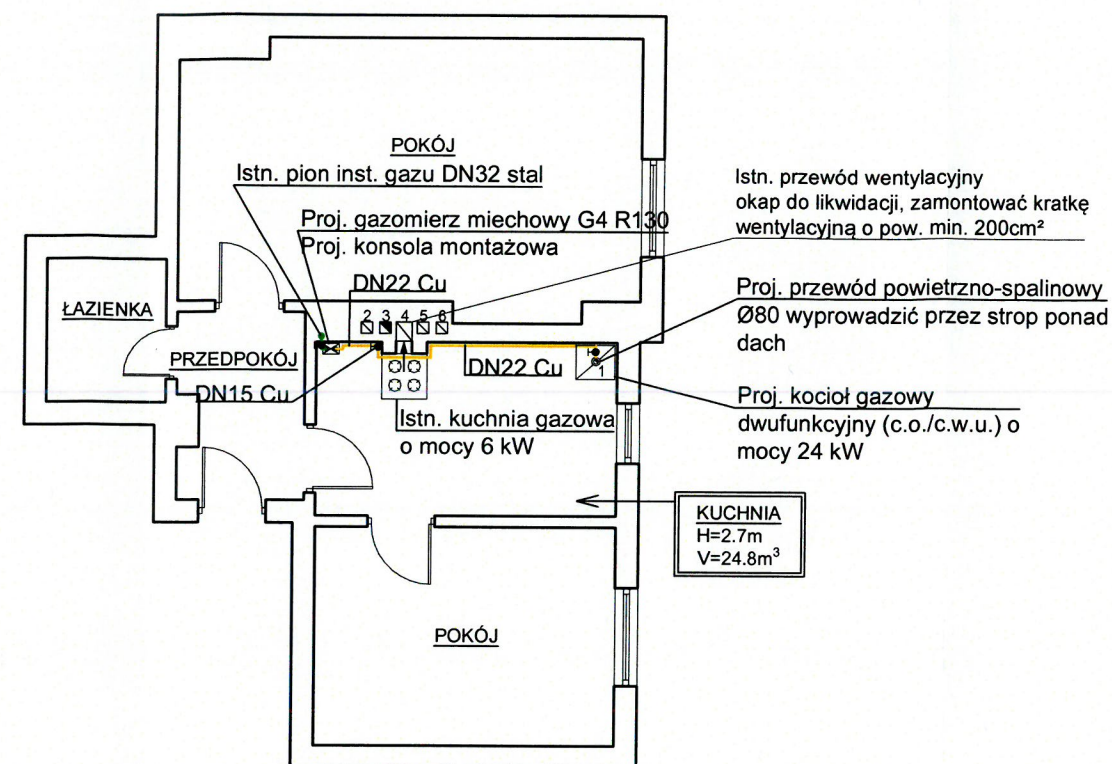 POKÓJ
Istn. pion inst. gazu DN32 stal
Proj. gazomierz miechowy G4 R130
Proj. konsola montażowa
DN22 Cu
Istn. przewód wentylacyjny
okap do likwidacji, zamontować kratkę
wentylacyjną o pow. min. 200cm²
Proj. przewód powietrzno-spalinowy
Ø80 wyprowadzić przez strop ponad
dach
ŁAZIENKA
2 3 4 5 6
PRZEDPOKÓJ
DN22 Cu
1
DN15 Cu
Istn. kuchnia gazowa
o mocy 6 kW
Proj. kocioł gazowy
dwufunkcyjny (c.o./c.w.u.) o
mocy 24 kW
KUCHNIA
H=2.7m
V=24.8m³
POKÓJ